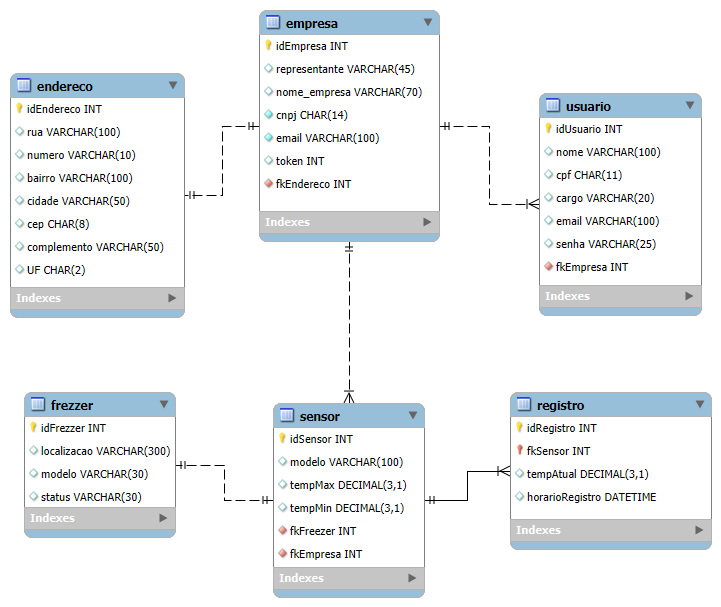 empresa
idEmpresa INT
representante VARCHAR(45)
nome_empresa VARCHAR(70)
cnpj CHAR(14)
email VARCHAR(100)
token INT
fkEndereco INT
Indexes
endereco
idEndereco INT
rua VARCHAR(100)
numero VARCHAR(10)
bairro VARCHAR(100)
cidade VARCHAR(50)
cep CHAR(8)
complemento VARCHAR(50)
UF CHAR(2)
Indexes
usuario
idUsuario INT
nome VARCHAR(100)
cpf CHAR(11)
cargo VARCHAR(20)
email VARCHAR(100)
senha VARCHAR(25)
fkEmpresa INT
Indexes
frezzer
idFrezzer INT
localizacao VARCHAR(300)
modelo VARCHAR(30)
status VARCHAR(30)
Indexes
sensor
idSensor INT
modelo VARCHAR(100)
tempMax DECIMAL(3,1)
tempMin DECIMAL(3,1)
fkFreezer INT
fkEmpresa INT
Indexes
registro
idRegistro INT
fkSensor INT
tempAtual DECIMAL(3,1)
horarioRegistro DATETIME
Indexes